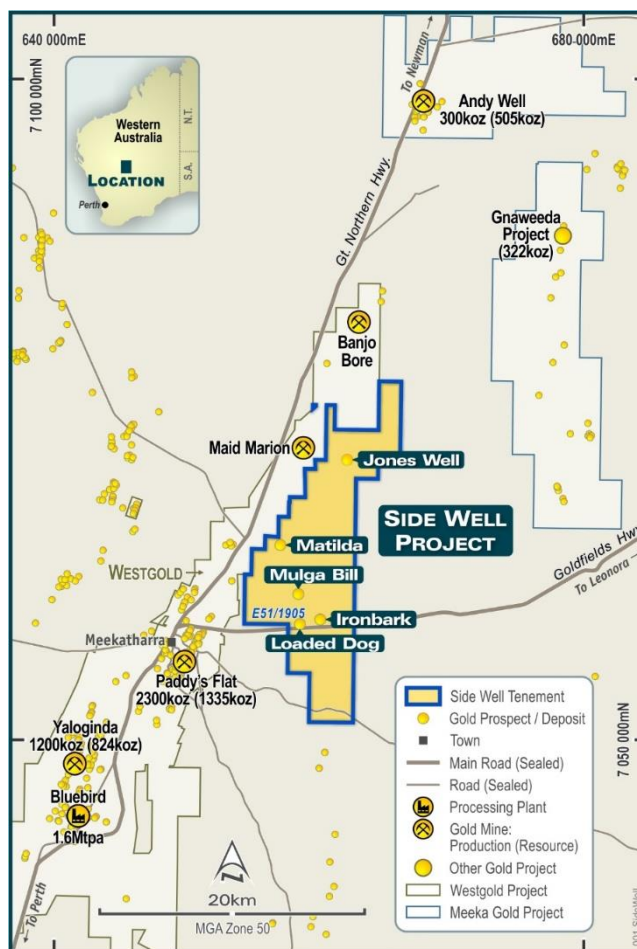 640 000mE
680 000mE
To Newman
7 100 000mN
Western
Australia
N.T.
S.A.
LOCATION
Perth
Andy Well
300koz (505koz)
Gt. Northern Hwy.
Gnaweeda
Project
(322koz)
Banjo
Bore
Maid Marion
Jones Well
SIDE WELL
PROJECT
Matilda
Goldfields Hwy
To Leonora
WESTGOLD
Mulga Bill
E51/1905
Ironbark
Meekatharra
Loaded Dog
Paddy's Flat
2300koz (1335koz)
Yaloginda
1200koz (824koz)
Bluebird
1.6Mtpa
7 050 000mN
To Perth
20km
MGA Zone 50
Side Well Tenement
Gold Prospect / Deposit
Town
Main Road (Sealed)
Road (Sealed)
Processing Plant
Gold Mine:
Production (Resource)
Other Gold Project
Westgold Project
Meeka Gold Project